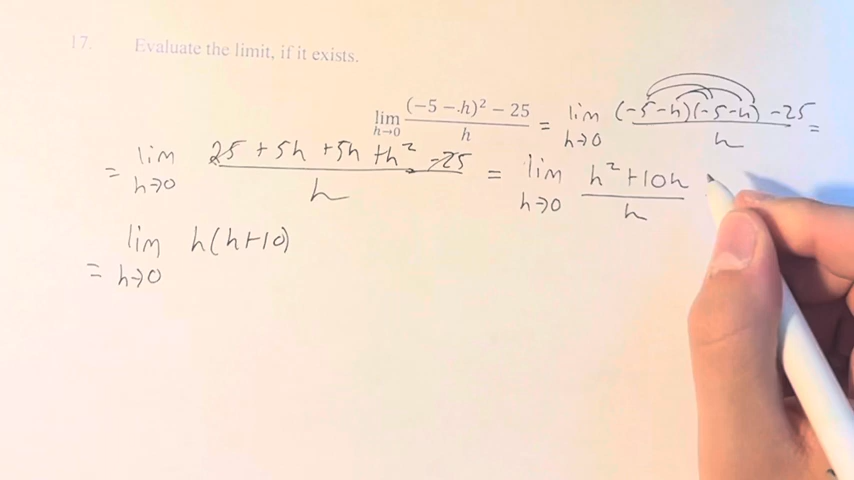 17. Evaluate the limit, if it exists.
lim h→0 ((-5 - h)² - 25)/h = lim h→0 ((-5-h)(-5-h) -25)/h =
= lim h→0 (25 + 5h + 5h + h² - 25)/h = lim h→0 (h² + 10h)/h
= lim h→0 h(h+10)